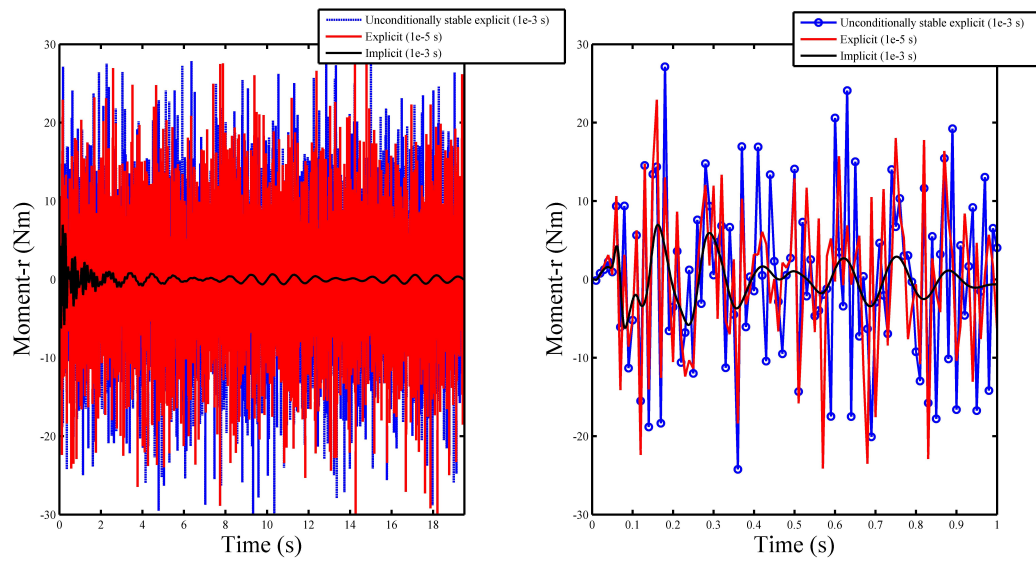 Unconditionally stable explicit (1e-3 s)
Explicit (1e-5 s)
Implicit (1e-3 s)
30
20
10
0
-10
-20
-30
Moment-r (Nm)
0 2 4 6 8 10 12 14 16 18
Time (s)
Unconditionally stable explicit (1e-3 s)
Explicit (1e-5 s)
Implicit (1e-3 s)
30
20
10
0
-10
-20
-30
Moment-r (Nm)
0 0.1 0.2 0.3 0.4 0.5 0.6 0.7 0.8 0.9 1
Time (s)